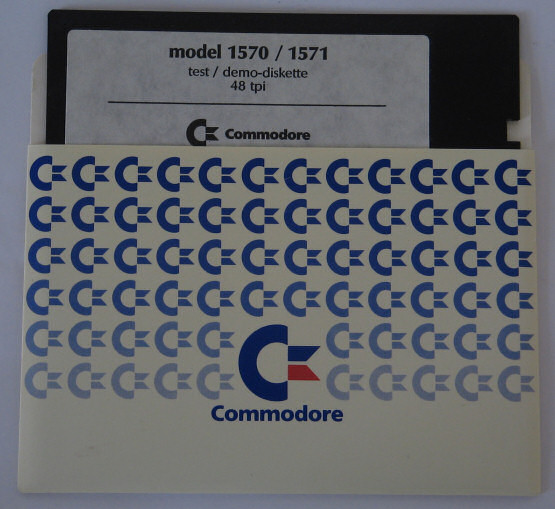 model 1570 / 1571
test / demo-diskette
48 tpi
Commodore
Commodore